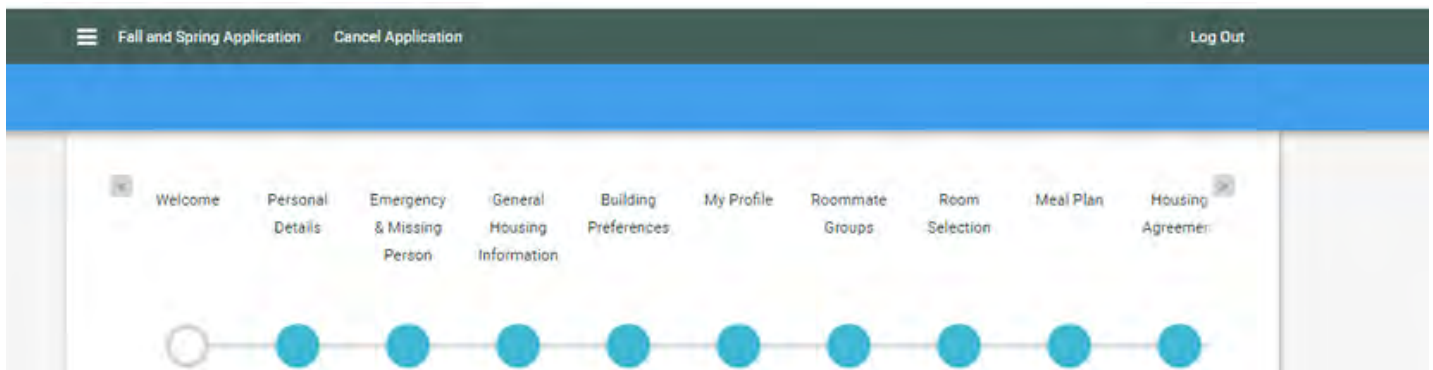 Fall and Spring Application Cancel Application Log Out
Welcome Personal Emergency General Building My Profile Roommate Room Meal Plan Housing
Details & Missing Housing Preferences Groups Selection Agreemer
Person Information